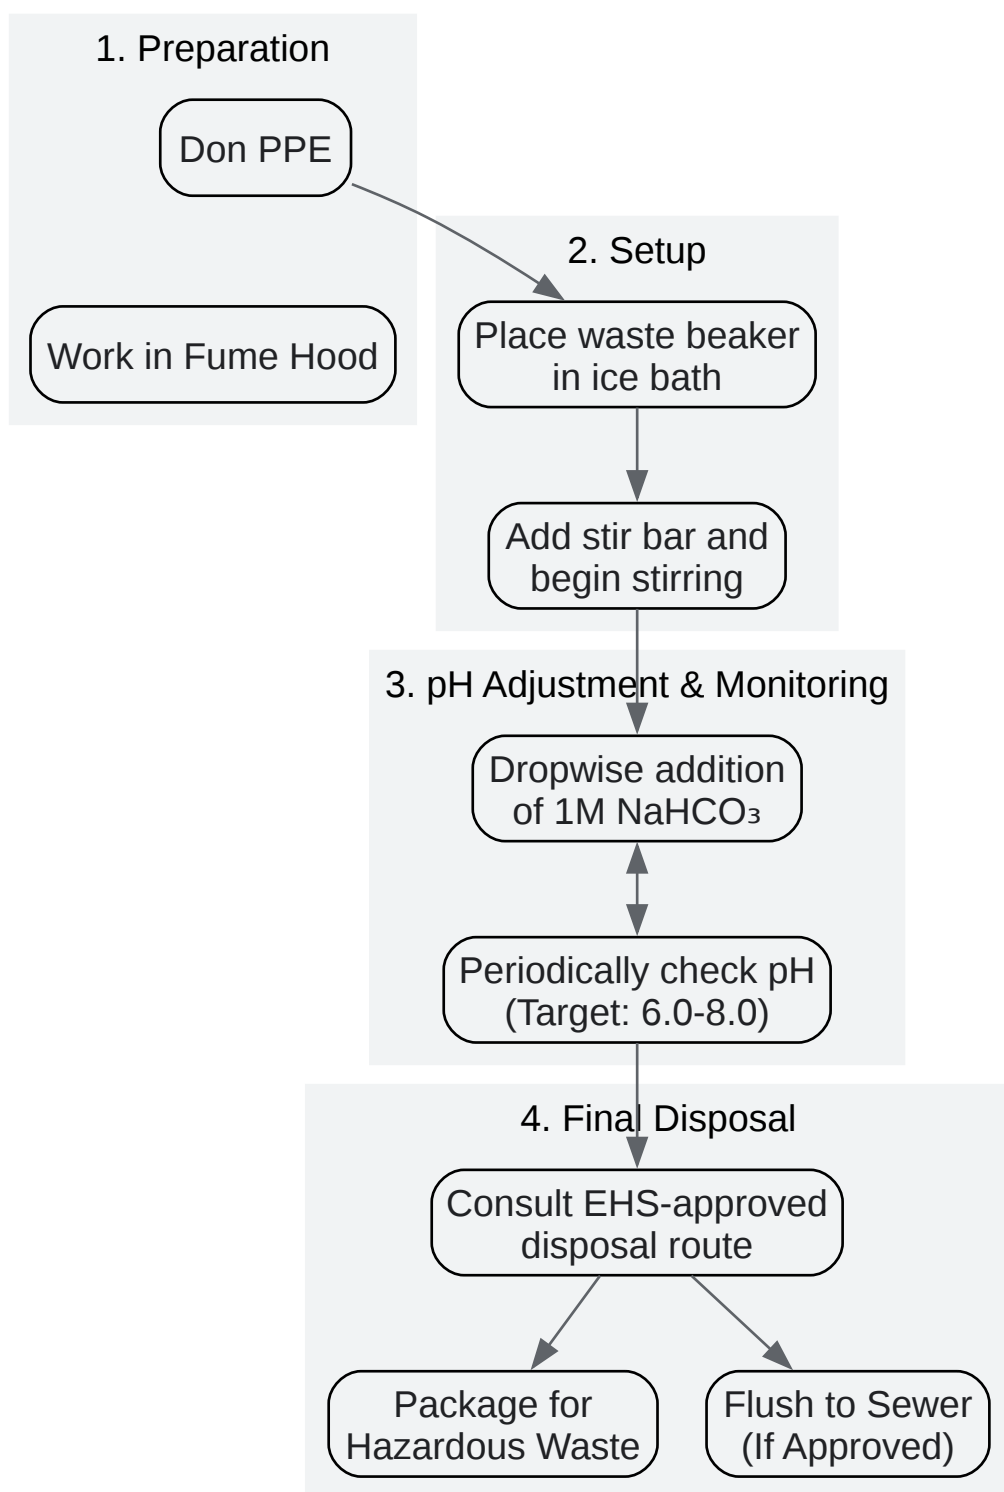 1. Preparation
Don PPE
Work in Fume Hood
2. Setup
Place waste beaker
in ice bath
Add stir bar and
begin stirring
3. pH Adjustment & Monitoring
Dropwise addition
of 1M NaHCO₃
Periodically check pH
(Target: 6.0-8.0)
4. Final Disposal
Consult EHS-approved
disposal route
Package for
Hazardous Waste
Flush to Sewer
(If Approved)